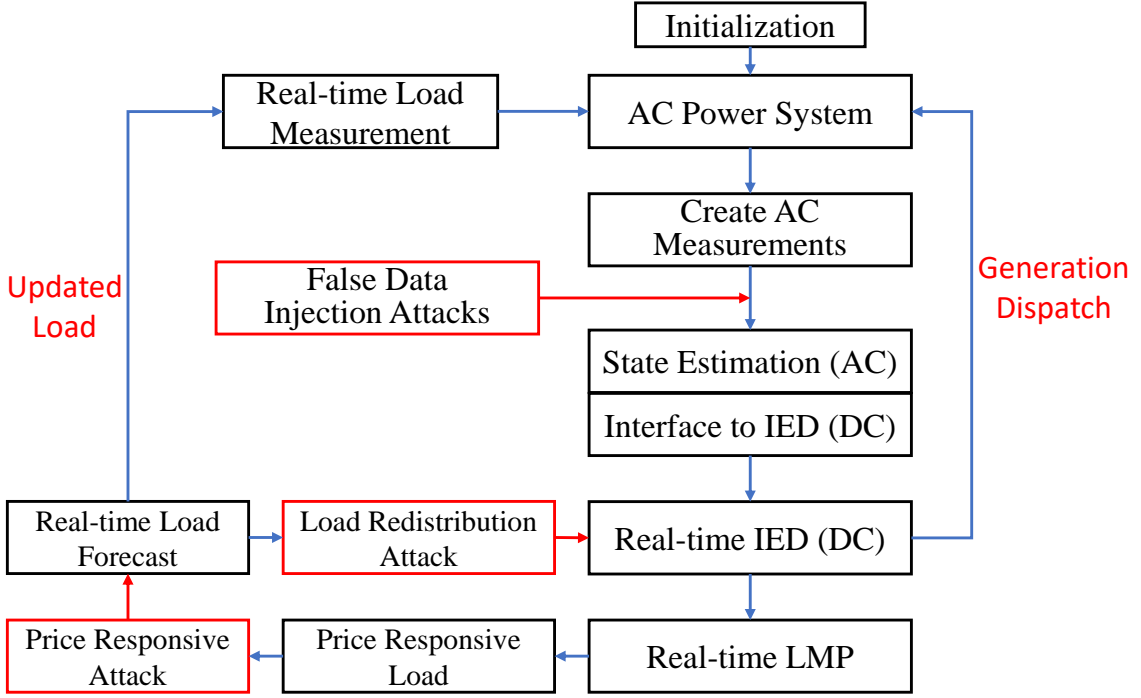 Initialization
Real-time Load
Measurement
AC Power System
Create AC
Measurements
Updated
Load
False Data
Injection Attacks
Generation
Dispatch
State Estimation (AC)
Interface to IED (DC)
Real-time Load
Forecast
Load Redistribution
Attack
Real-time IED (DC)
Price Responsive
Attack
Price Responsive
Load
Real-time LMP